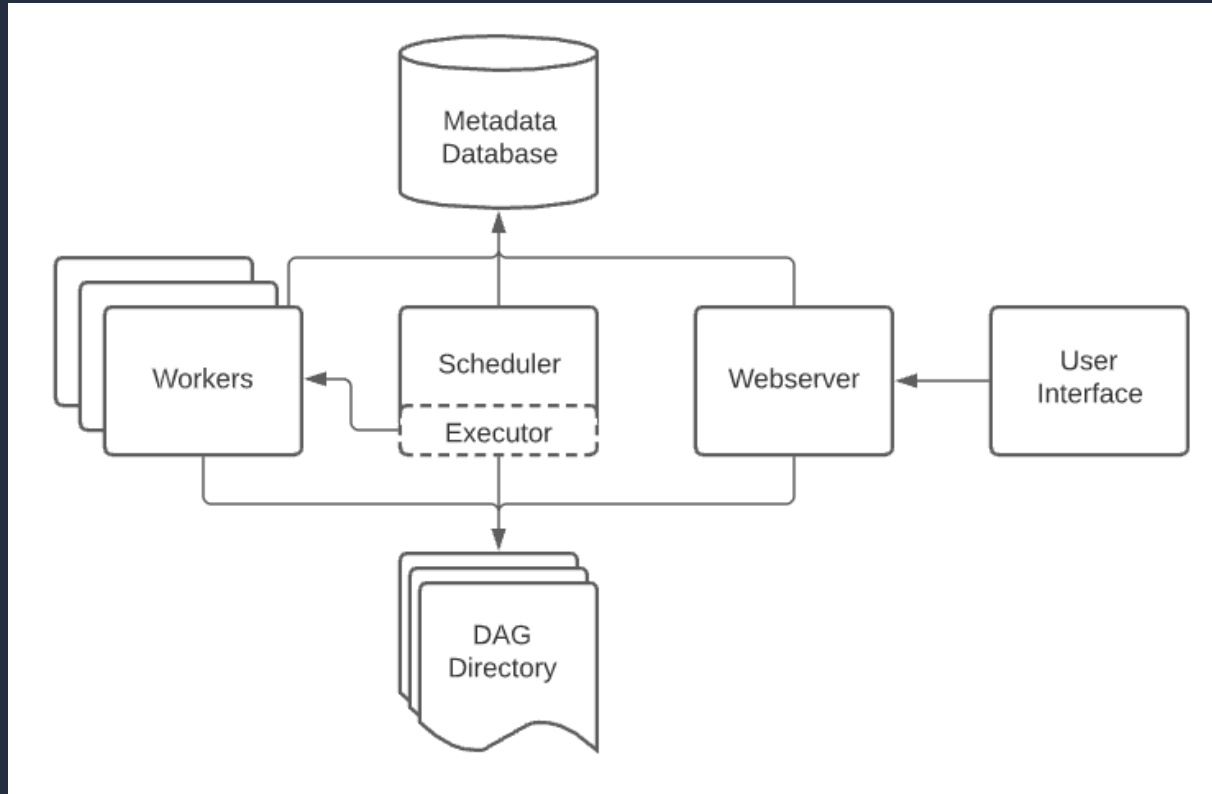 Metadata
Database
Workers
Scheduler
Executor
Webserver
User
Interface
DAG
Directory